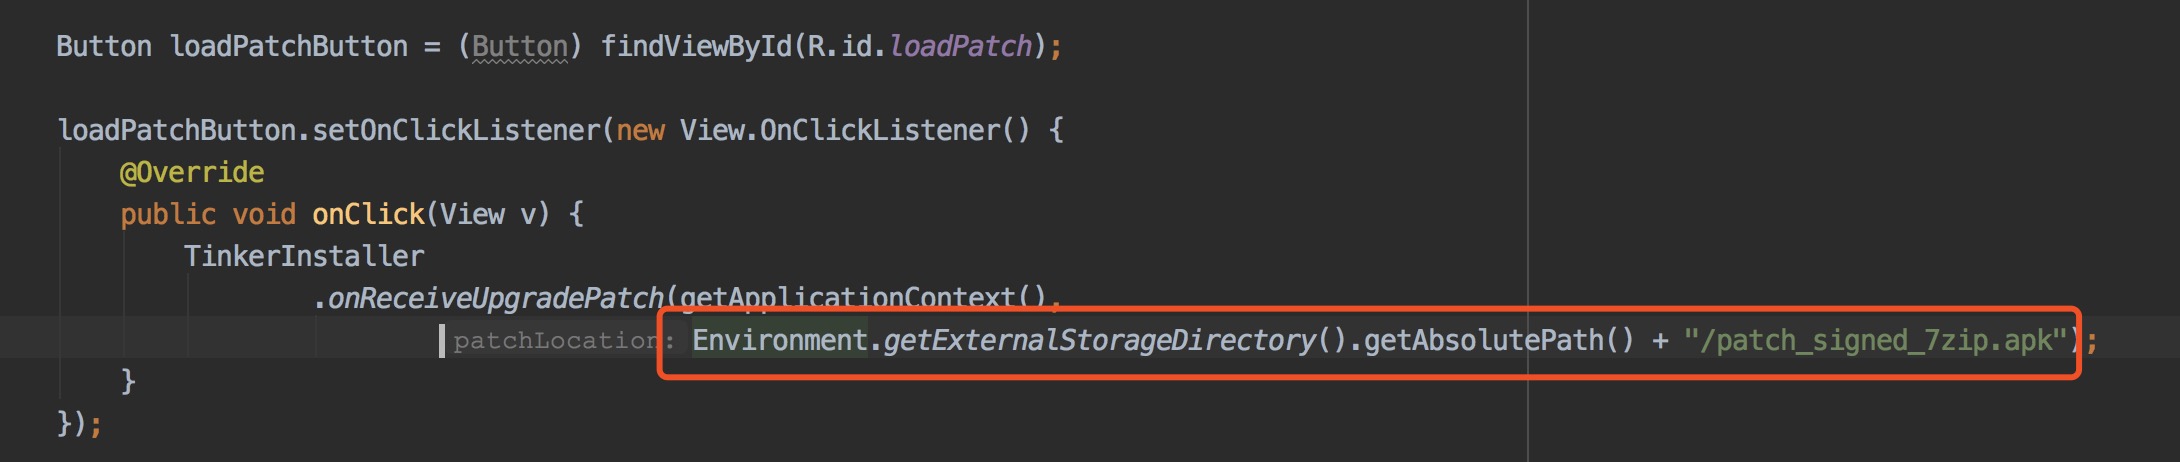 Button loadPatchButton = (Button) findViewById(R.id.loadPatch);
loadPatchButton.setOnClickListener(new View.OnClickListener() {
@Override
public void onClick(View v) {
TinkerInstaller
.onReceiveUpgradePatch(getApplicationContext(),
patchLocation: Environment.getExternalStorageDirectory().getAbsolutePath() + "/patch_signed_7zip.apk");
}
});